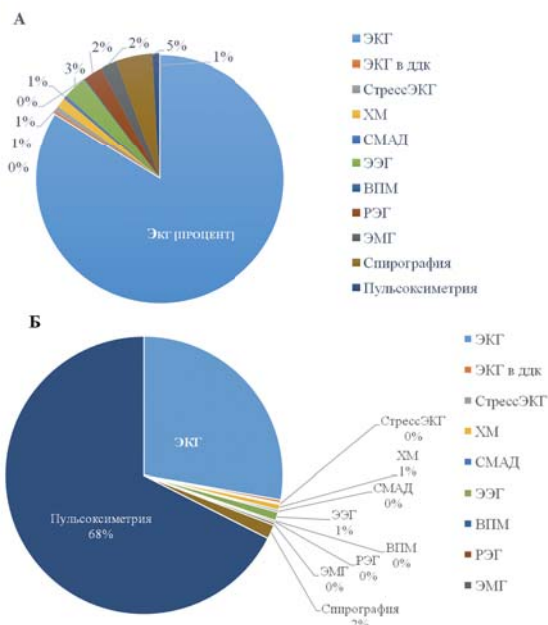 А
2%
2%
5%
1%
3%
1%
0%
1%
1%
0%
ЭКГ [ПРОЦЕНТ]
ЭКГ
ЭКГ в ддк
СтрессЭКГ
ХМ
СМАД
ЭЭГ
ВПМ
РЭГ
ЭМГ
Спирография
Пульсоксиметрия
Б
ЭКГ
Пульсоксиметрия
68%
СтрессЭКГ
0%
ХМ
1%
СМАД
0%
ЭЭГ
1%
ВПМ
0%
РЭГ
0%
ЭМГ
0%
Спирография
2%
ЭКГ
ЭКГ в ддк
СтрессЭКГ
ХМ
СМАД
ЭЭГ
ВПМ
РЭГ
ЭМГ